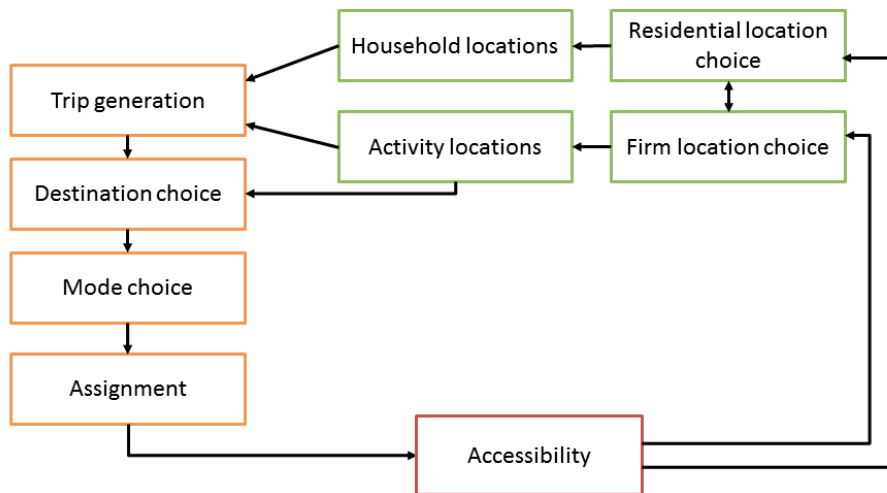 Household locations
Residential location
choice
Trip generation
Activity locations
Firm location choice
Destination choice
Mode choice
Assignment
Accessibility